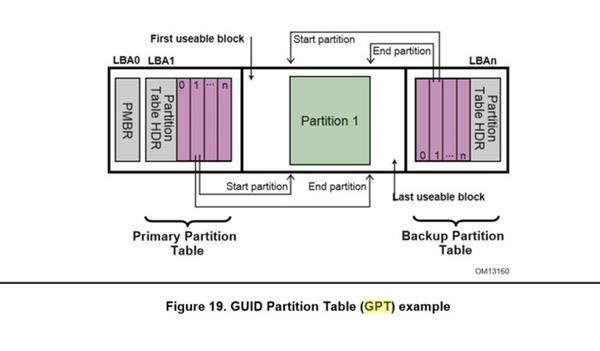 First useable block
Start partition
End partition
LBA0
LBA1
LBAn
PMBR
Partition
Table HDR
0 1 ... n
Partition 1
0 1 ... n
Partition
Table HDR
Start partition
End partition
Last useable block
Primary Partition
Table
Backup Partition
Table
OM13160
Figure 19. GUID Partition Table (GPT) example